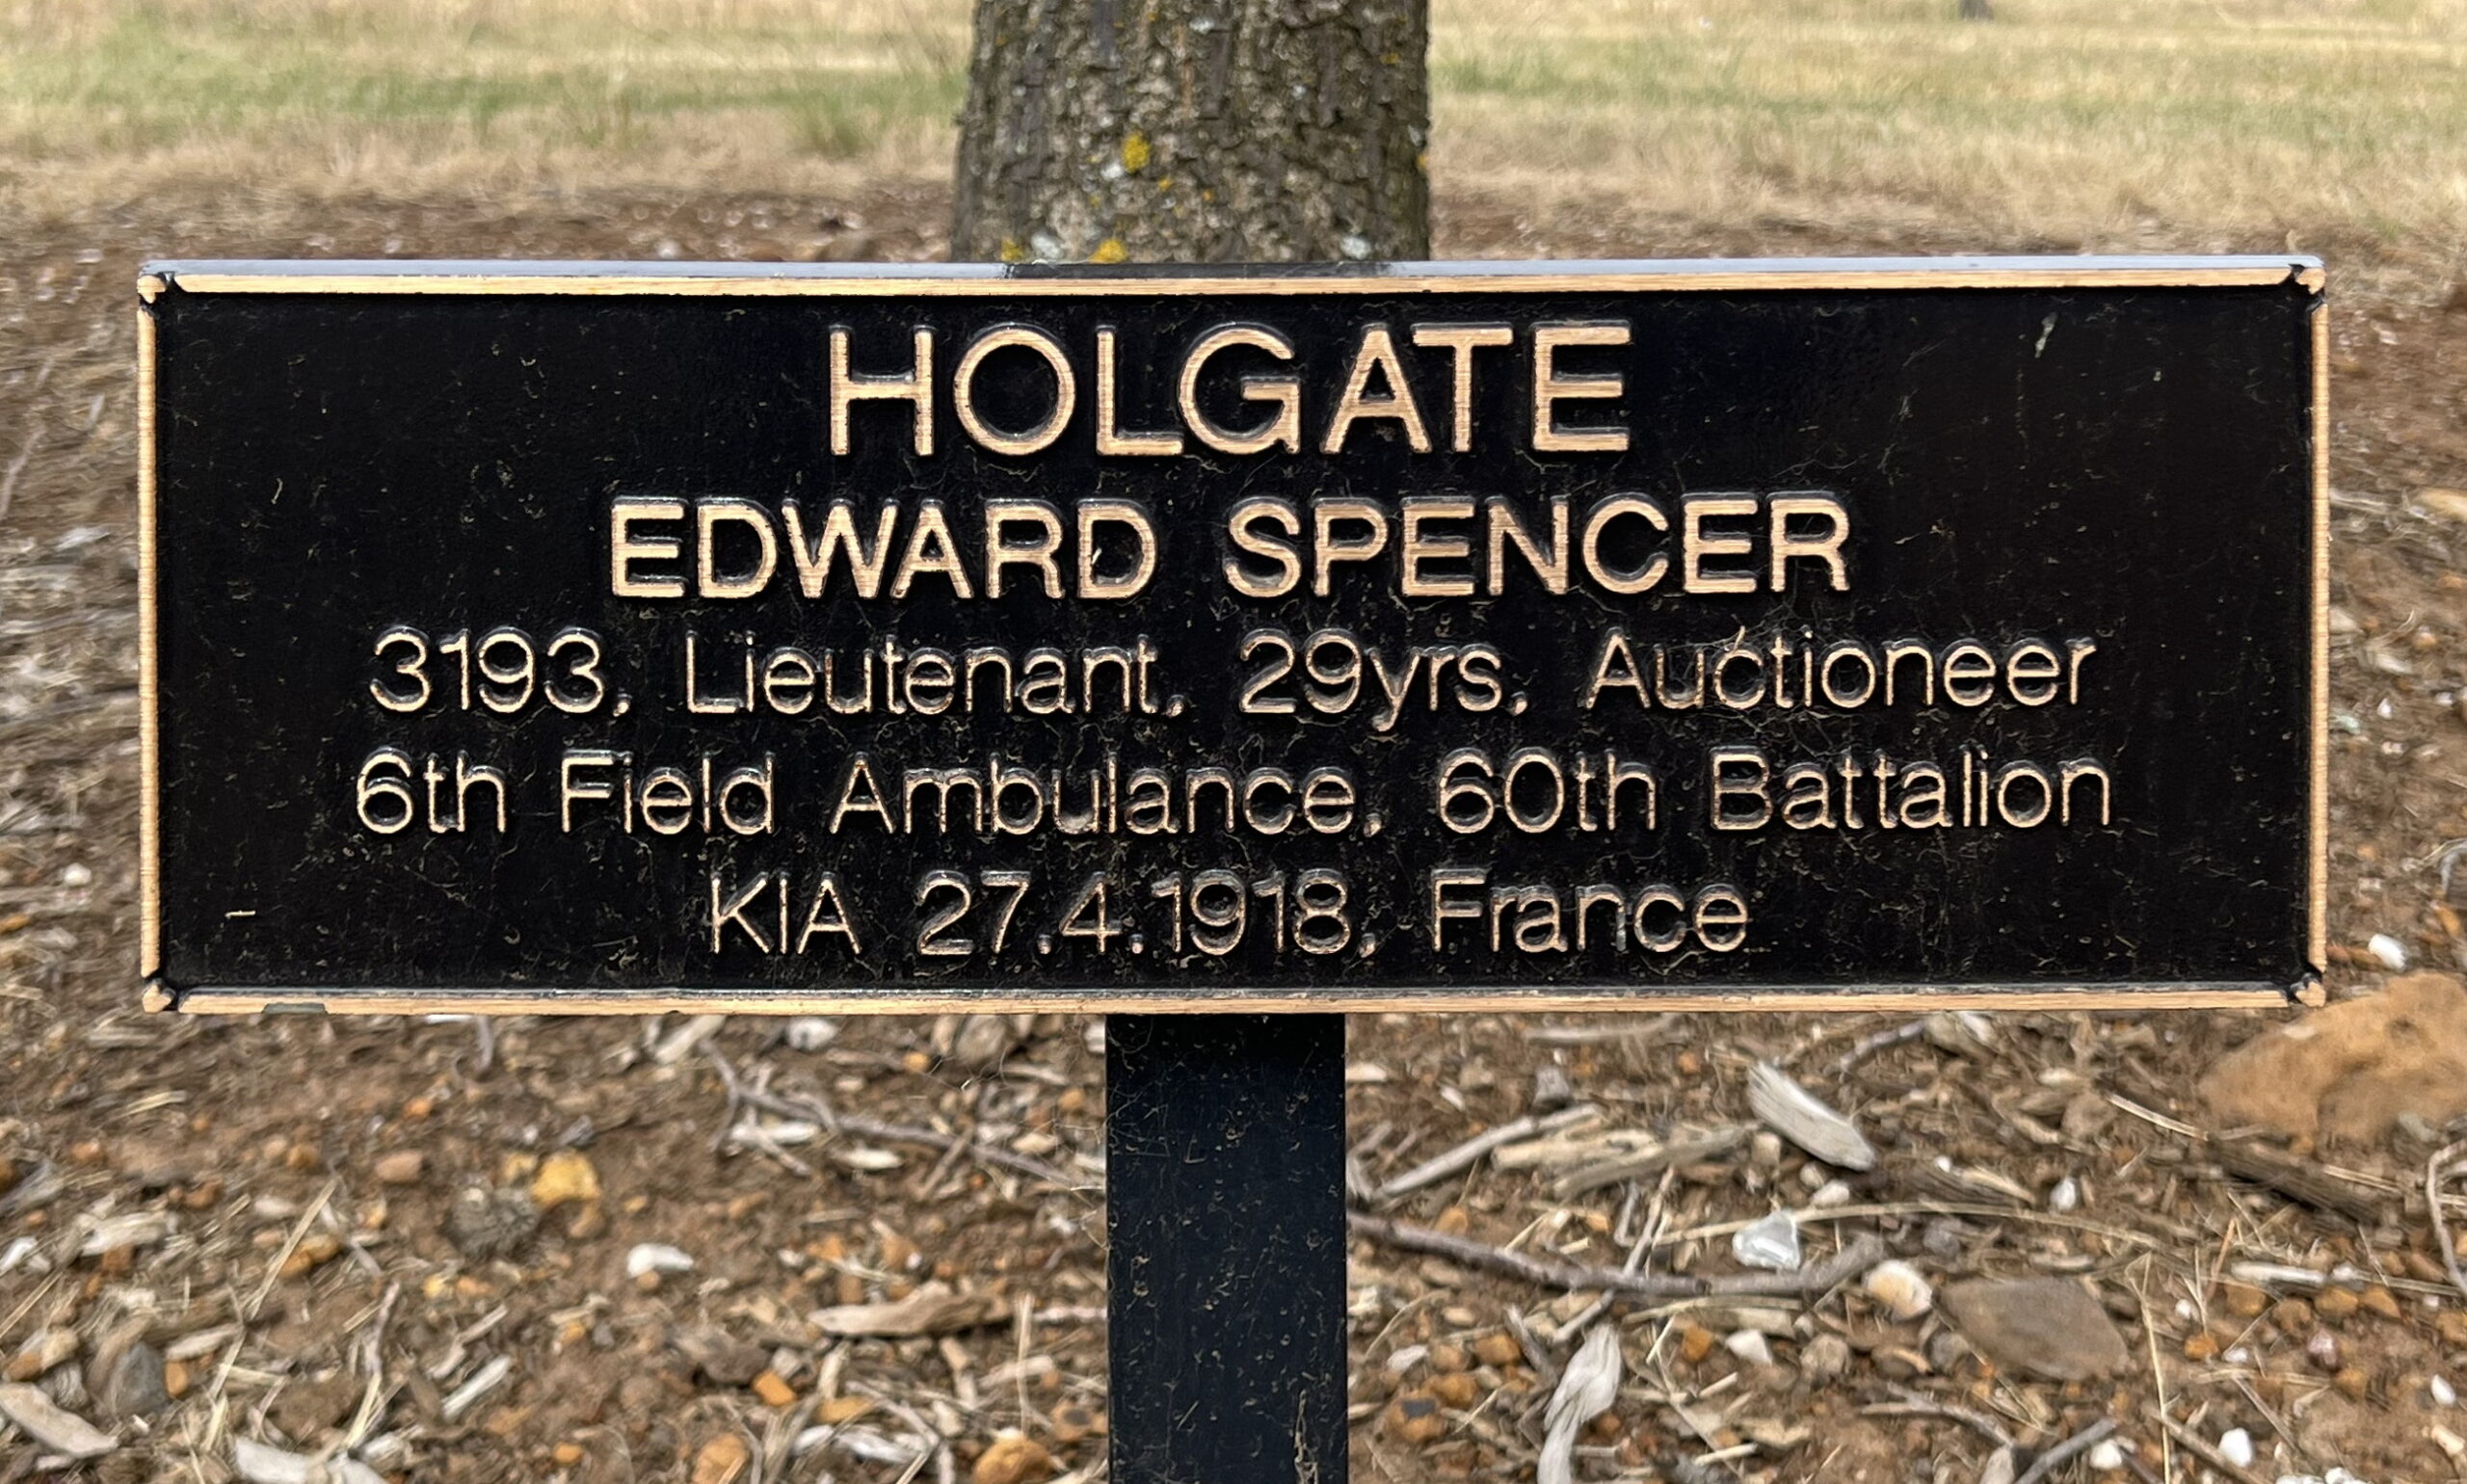 HOLGATE
EDWARD SPENCER
3193, Lieutenant, 29yrs, Auctioneer
6th Field Ambulance, 60th Battalion
KIA 27.4.1918, France